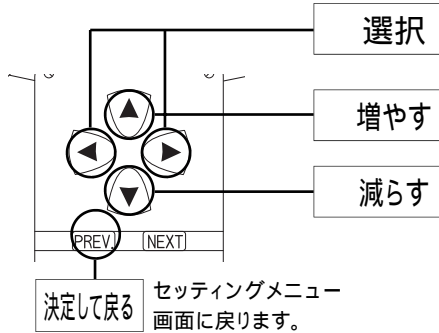 選択
増やす
減らす
PREV.
NEXT
決定して戻る
セッティングメニュー
画面に戻ります。